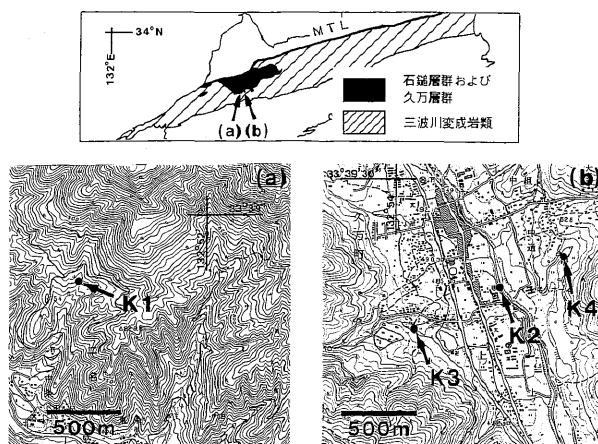 34°N
132°E
MTL
石鎚層群および
久万層群
三波川変成岩類
(a) (b)
(a)
K1
500m
(b)
33°39'30"
K2
K3
K4
500m